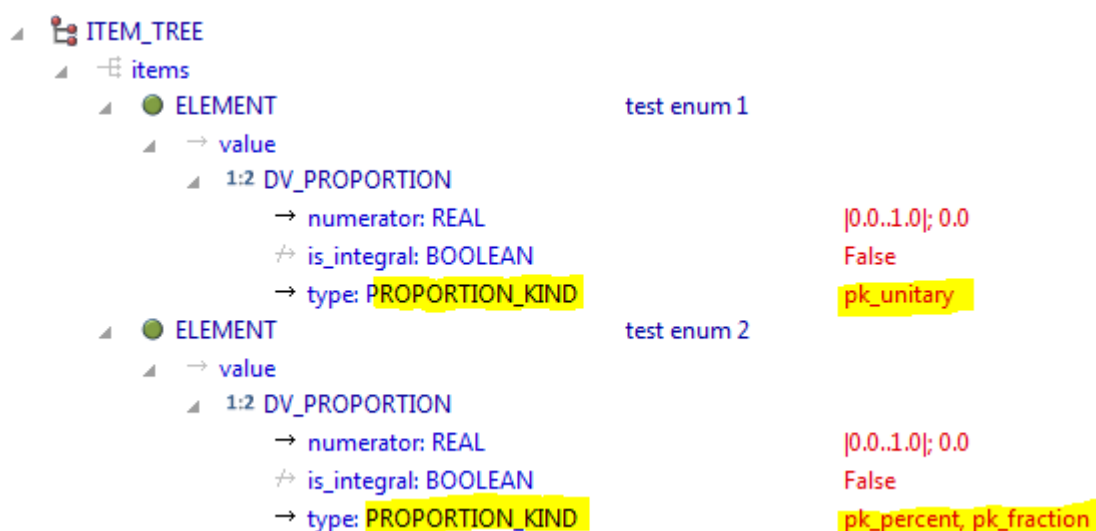 ITEM_TREE
items
ELEMENT test enum 1
value
1:2 DV_PROPORTION
numerator: REAL |0.0..1.0|; 0.0
is_integral: BOOLEAN False
type: PROPORTION_KIND pk_unitary
ELEMENT test enum 2
value
1:2 DV_PROPORTION
numerator: REAL |0.0..1.0|; 0.0
is_integral: BOOLEAN False
type: PROPORTION_KIND pk_percent, pk_fraction